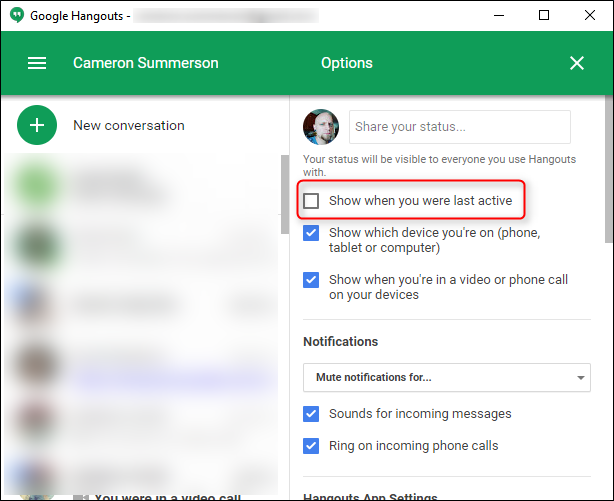 Google Hangouts -
Cameron Summerson
Options
New conversation
You were in a video call
Share your status...
Your status will be visible to everyone you use Hangouts
with.
Show when you were last active
Show which device you're on (phone,
tablet or computer)
Show when you're in a video or phone call
on your devices
Notifications
Mute notifications for...
Sounds for incoming messages
Ring on incoming phone calls
Hangouts App Settings